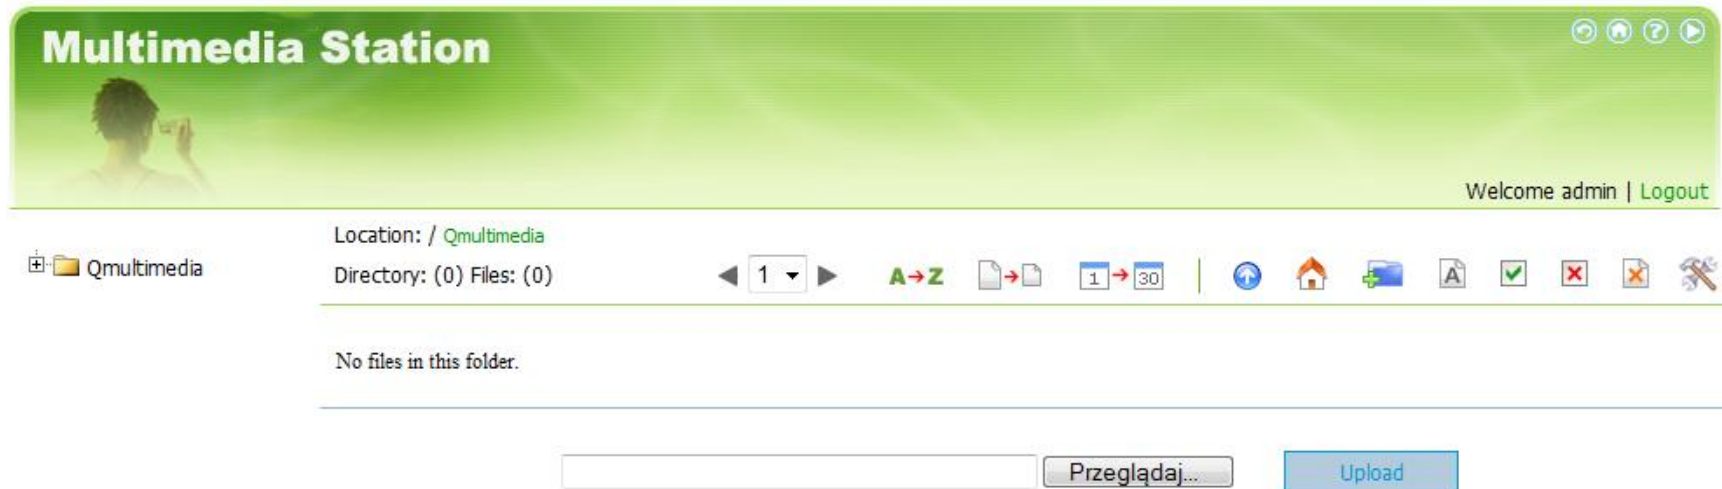 Multimedia Station
Welcome admin | Logout
Qmultimedia
Location: / Qmultimedia
Directory: (0) Files: (0)
1
A→Z
1→30
A
No files in this folder.
Przeglądaj...
Upload